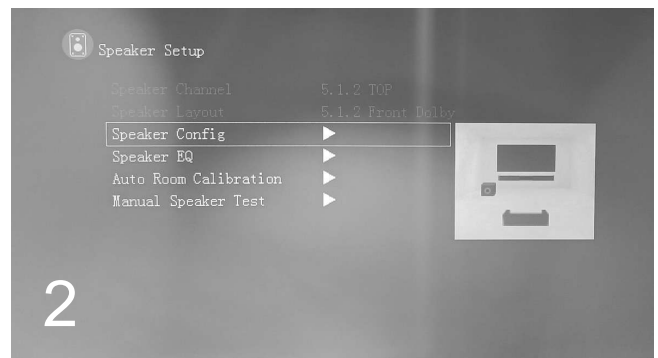 Speaker Setup
Speaker Channel 5.1.2 TOP
Speaker Layout 5.1.2 Front Dolby
Speaker Config ▶
Speaker EQ ▶
Auto Room Calibration ▶
Manual Speaker Test ▶
2